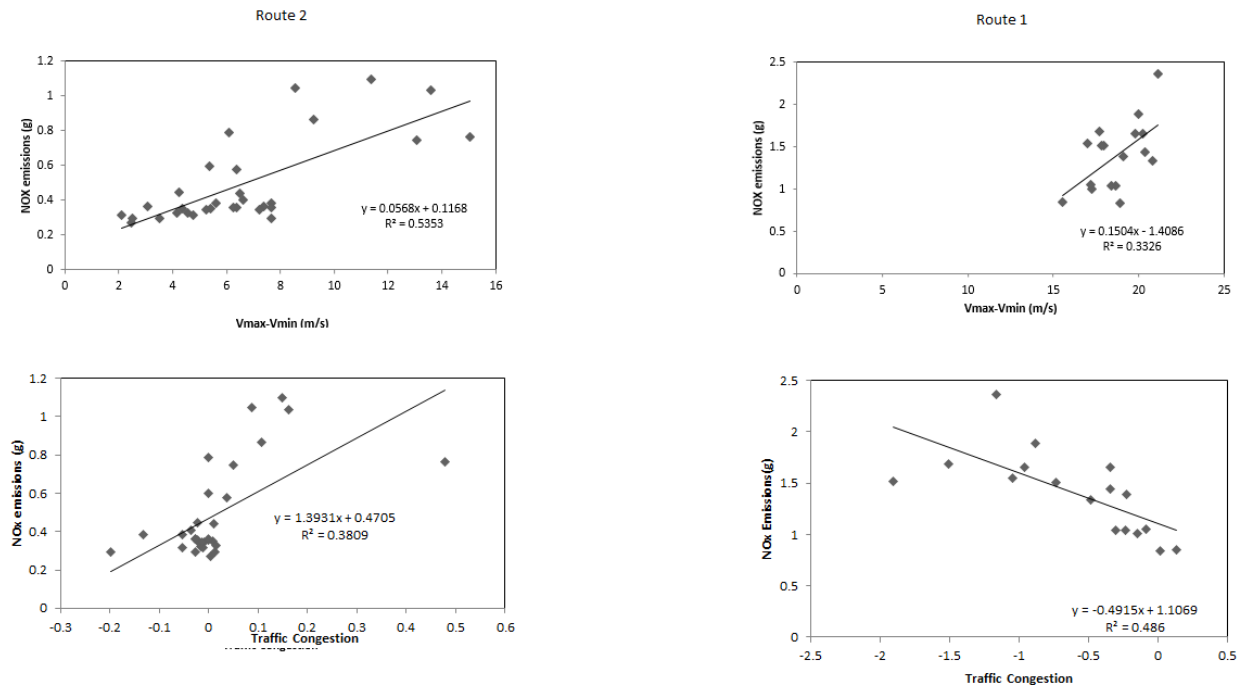 Route 2
1.2
1
0.8
0.6
0.4
0.2
0
NOX emissions (g)
y = 0.0568x + 0.1168
R² = 0.5353
0 2 4 6 8 10 12 14 16
Vmax-Vmin (m/s)
Route 1
2.5
2
1.5
1
0.5
0
NOX emissions (g)
y = 0.1504x - 1.4086
R² = 0.3326
0 5 10 15 20 25
Vmax-Vmin (m/s)
1.2
1
0.8
0.6
0.4
0.2
0
NOx emissions (g)
y = 1.3931x + 0.4705
R² = 0.3809
-0.3 -0.2 -0.1 0 0.1 0.2 0.3 0.4 0.5 0.6
Traffic Congestion
2.5
2
1.5
1
0.5
0
NOx Emissions(g)
y = -0.4915x + 1.1069
R² = 0.486
-2.5 -2 -1.5 -1 -0.5 0 0.5
Traffic Congestion